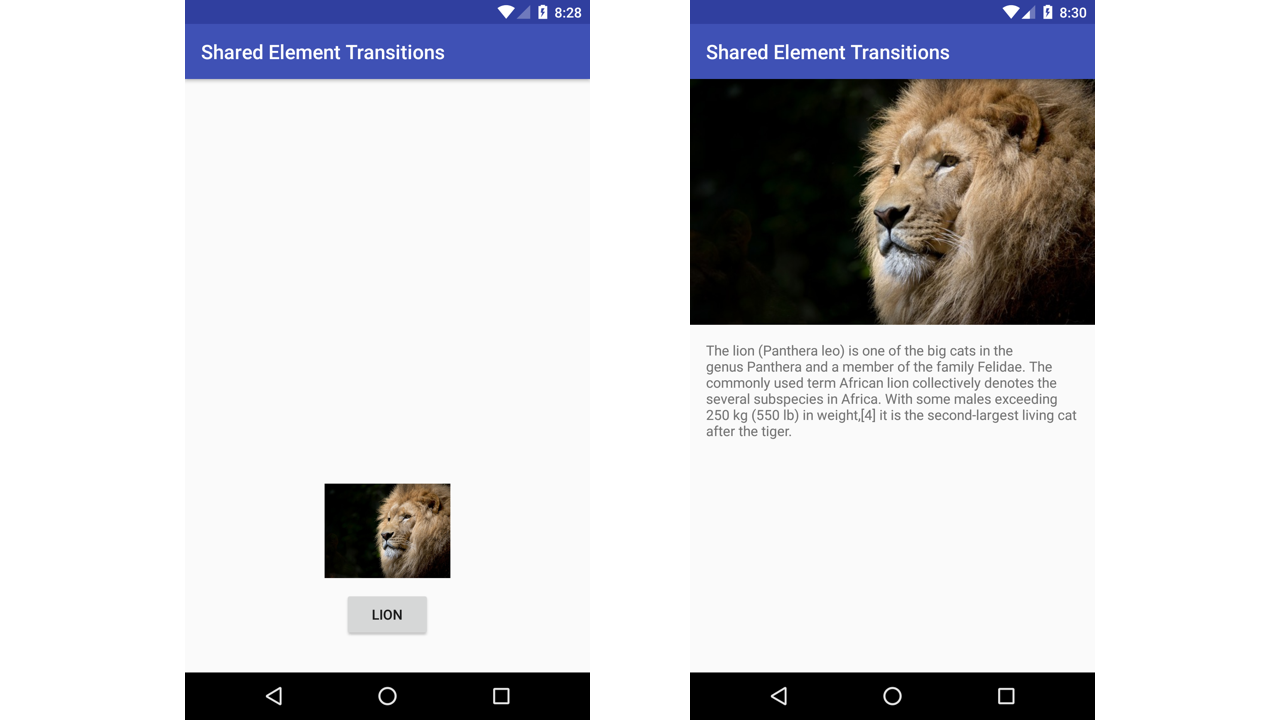 8:28
Shared Element Transitions
LION
8:30
Shared Element Transitions
The lion (Panthera leo) is one of the big cats in the
genus Panthera and a member of the family Felidae. The
commonly used term African lion collectively denotes the
several subspecies in Africa. With some males exceeding
250 kg (550 lb) in weight,[4] it is the second-largest living cat
after the tiger.